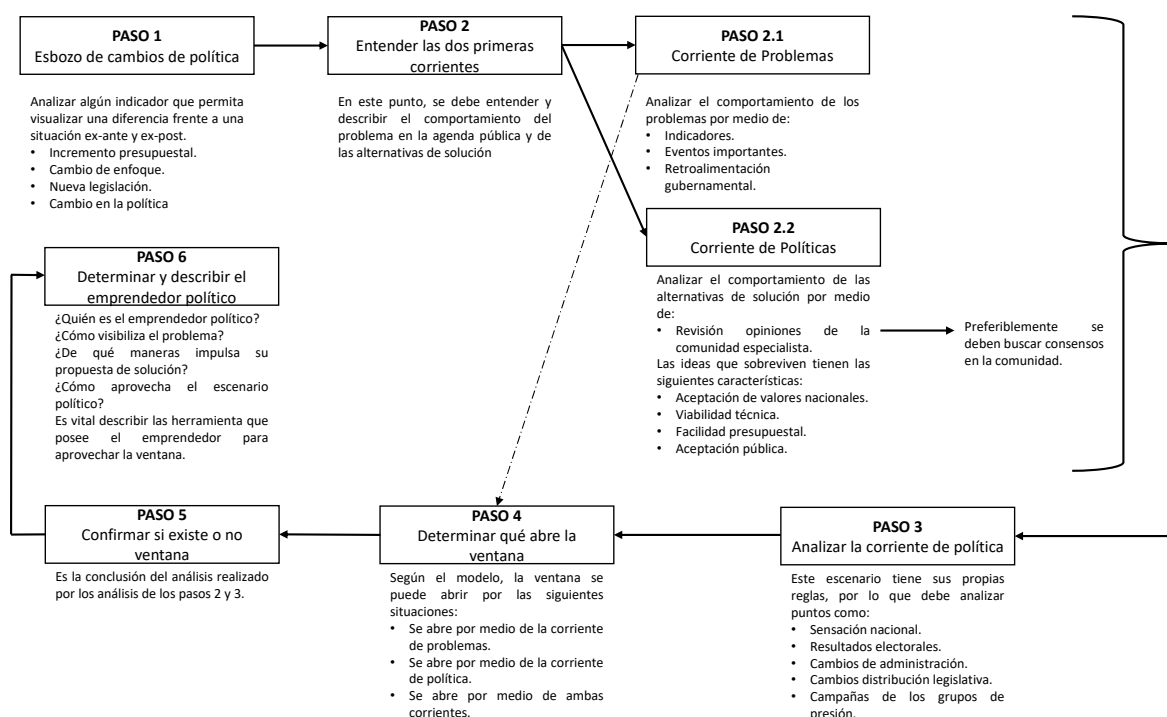 PASO 1
Esbozo de cambios de política
Analizar algún indicador que permita
visualizar una diferencia frente a una
situación ex-ante y ex-post.
• Incremento presupuestal.
• Cambio de enfoque.
• Nueva legislación.
• Cambio en la política
PASO 2
Entender las dos primeras
corrientes
En este punto, se debe entender y
describir el comportamiento del
problema en la agenda pública y de
las alternativas de solución
PASO 2.1
Corriente de Problemas
Analizar el comportamiento de los
problemas por medio de:
• Indicadores.
• Eventos importantes.
• Retroalimentación
gubernamental.
PASO 2.2
Corriente de Políticas
Analizar el comportamiento de las
alternativas de solución por medio
de:
• Revisión opiniones de la
comunidad especialista.
Las ideas que sobreviven tienen las
siguientes características:
• Aceptación de valores nacionales.
• Viabilidad técnica.
• Facilidad presupuestal.
• Aceptación pública.
Preferiblemente se
deben buscar consensos
en la comunidad.
PASO 3
Analizar la corriente de política
Este escenario tiene sus propias
reglas, por lo que debe analizar
puntos como:
• Sensación nacional.
• Resultados electorales.
• Cambios de administración.
• Cambios distribución legislativa.
• Campañas de los grupos de
presión.
PASO 4
Determinar qué abre la
ventana
Según el modelo, la ventana se
puede abrir por las siguientes
situaciones:
• Se abre por medio de la corriente
de problemas.
• Se abre por medio de la corriente
de política.
• Se abre por medio de ambas
corrientes.
PASO 5
Confirmar si existe o no
ventana
Es la conclusión del análisis realizado
por los análisis de los pasos 2 y 3.
PASO 6
Determinar y describir el
emprendedor político
¿Quién es el emprendedor político?
¿Cómo visibiliza el problema?
¿De qué maneras impulsa su
propuesta de solución?
¿Cómo aprovecha el escenario
político?
Es vital describir las herramienta que
posee el emprendedor para
aprovechar la ventana.